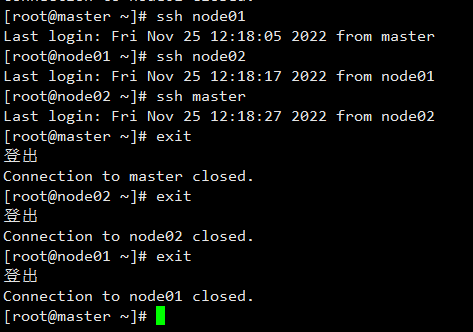 [root@master ~]# ssh node01
Last login: Fri Nov 25 12:18:05 2022 from master
[root@node01 ~]# ssh node02
Last login: Fri Nov 25 12:18:17 2022 from node01
[root@node02 ~]# ssh master
Last login: Fri Nov 25 12:18:27 2022 from node02
[root@master ~]# exit
登出
Connection to master closed.
[root@node02 ~]# exit
登出
Connection to node02 closed.
[root@node01 ~]# exit
登出
Connection to node01 closed.
[root@master ~]#